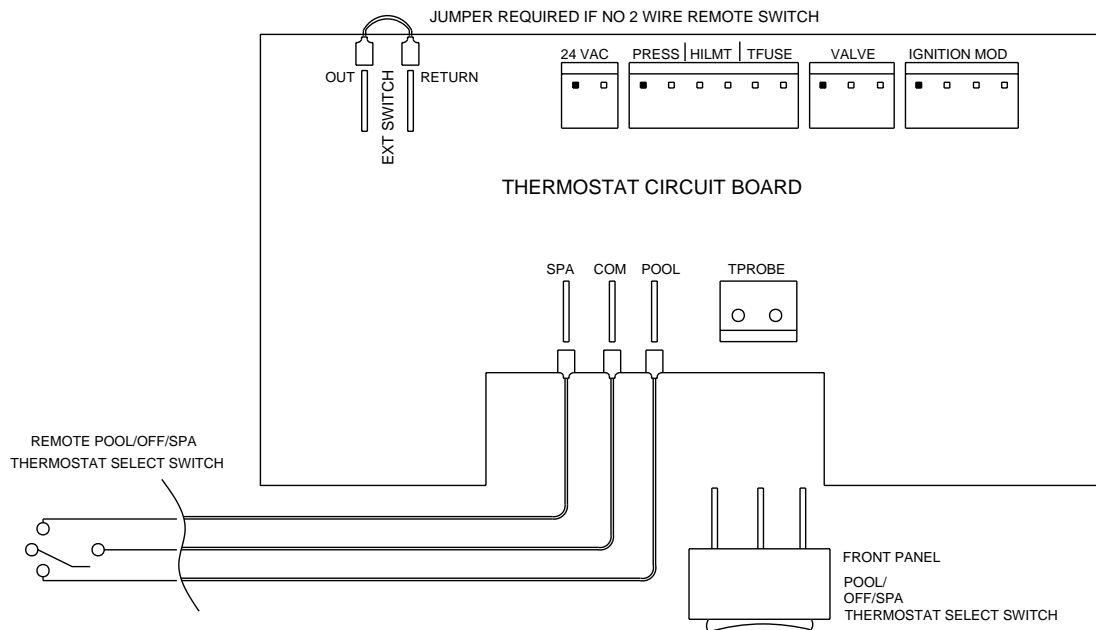 JUMPER REQUIRED IF NO 2 WIRE REMOTE SWITCH
24 VAC
PRESS HILMT TFUSE
VALVE
IGNITION MOD
OUT
RETURN
EXT SWITCH
THERMOSTAT CIRCUIT BOARD
SPA
COM
POOL
TPROBE
REMOTE POOL/OFF/SPA
THERMOSTAT SELECT SWITCH
FRONT PANEL
POOL/
OFF/SPA
THERMOSTAT SELECT SWITCH